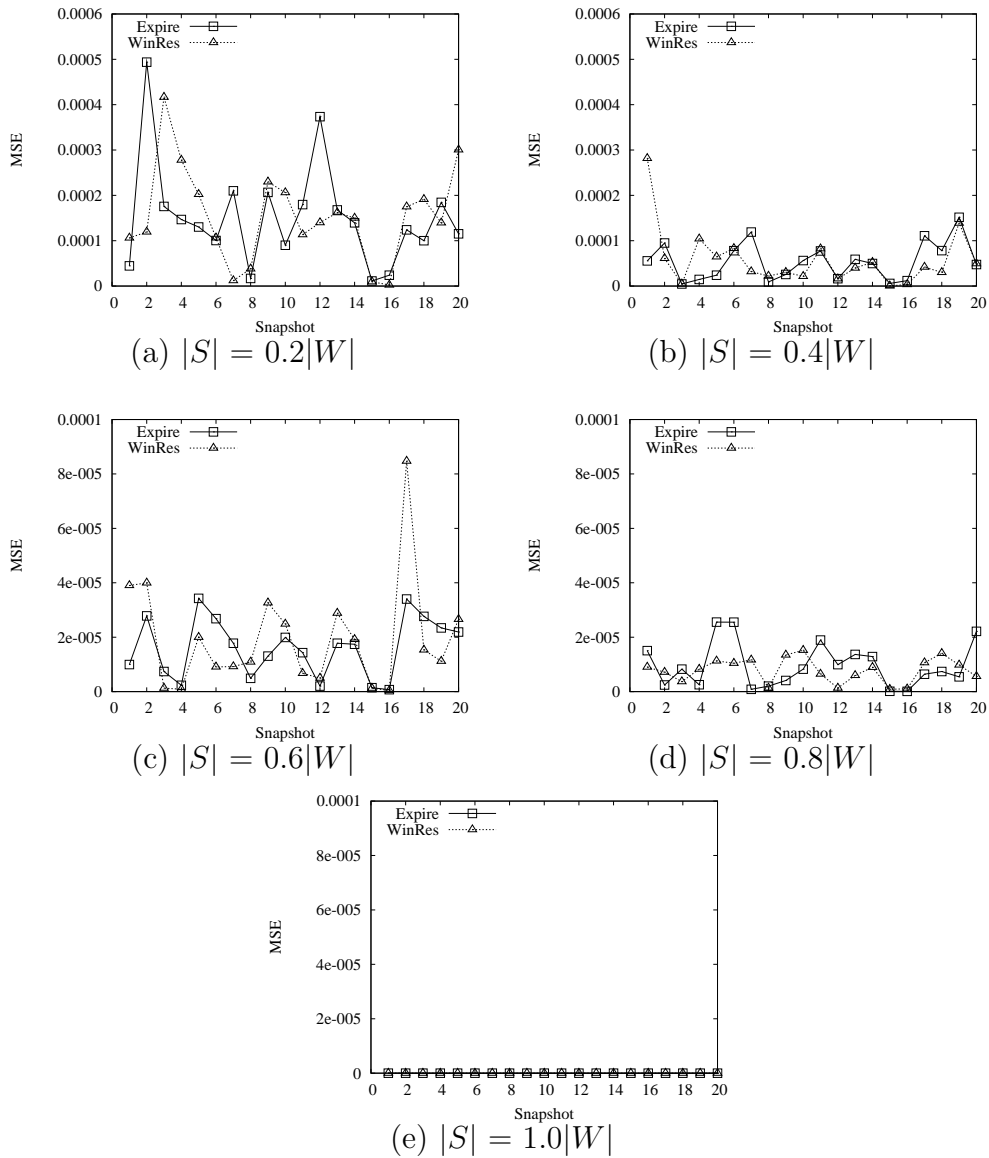 Expire
WinRes
MSE
0.0006
0.0005
0.0004
0.0003
0.0002
0.0001
0
0 2 4 6 8 10 12 14 16 18 20
Snapshot
(a) |S| = 0.2|W|
Expire
WinRes
MSE
0.0006
0.0005
0.0004
0.0003
0.0002
0.0001
0
0 2 4 6 8 10 12 14 16 18 20
Snapshot
(b) |S| = 0.4|W|
Expire
WinRes
MSE
0.0001
8e-005
6e-005
4e-005
2e-005
0
0 2 4 6 8 10 12 14 16 18 20
Snapshot
(c) |S| = 0.6|W|
Expire
WinRes
MSE
0.0001
8e-005
6e-005
4e-005
2e-005
0
0 2 4 6 8 10 12 14 16 18 20
Snapshot
(d) |S| = 0.8|W|
Expire
WinRes
MSE
0.0001
8e-005
6e-005
4e-005
2e-005
0
0 2 4 6 8 10 12 14 16 18 20
Snapshot
(e) |S| = 1.0|W|